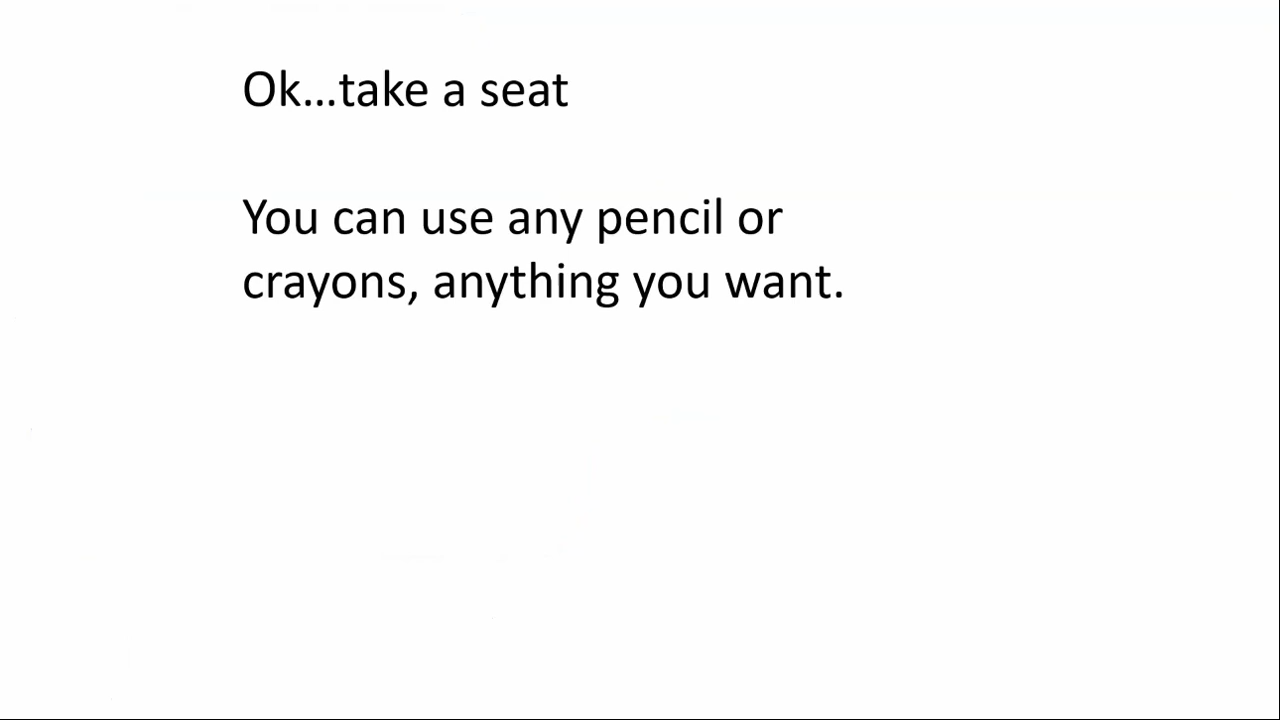 Ok...take a seat
You can use any pencil or
crayons, anything you want.